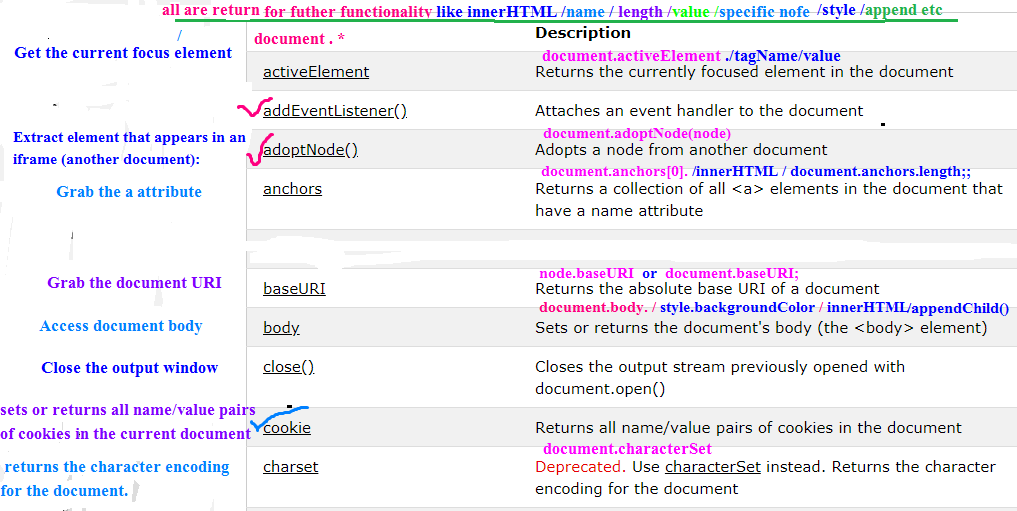 all are return for futher functionality like innerHTML /name / length /value /specific nofe /style /append etc
/
document . *
Description
Get the current focus element
document.activeElement ./tagName/value
activeElement
Returns the currently focused element in the document
addEventListener()
Attaches an event handler to the document
Extract element that appears in an
iframe (another document):
document.adoptNode(node)
adoptNode()
Adopts a node from another document
document.anchors[0]. /innerHTML / document.anchors.length;;
Grab the a attribute
anchors
Returns a collection of all <a> elements in the document that
have a name attribute
node.baseURI or document.baseURI;
Grab the document URI
baseURI
Returns the absolute base URI of a document
document.body. / style.backgroundColor / innerHTML/appendChild()
Access document body
body
Sets or returns the document's body (the <body> element)
Close the output window
close()
Closes the output stream previously opened with
document.open()
sets or returns all name/value pairs
of cookies in the current document
cookie
Returns all name/value pairs of cookies in the document
document.characterSet
returns the character encoding
for the document.
charset
Deprecated. Use characterSet instead. Returns the character
encoding for the document